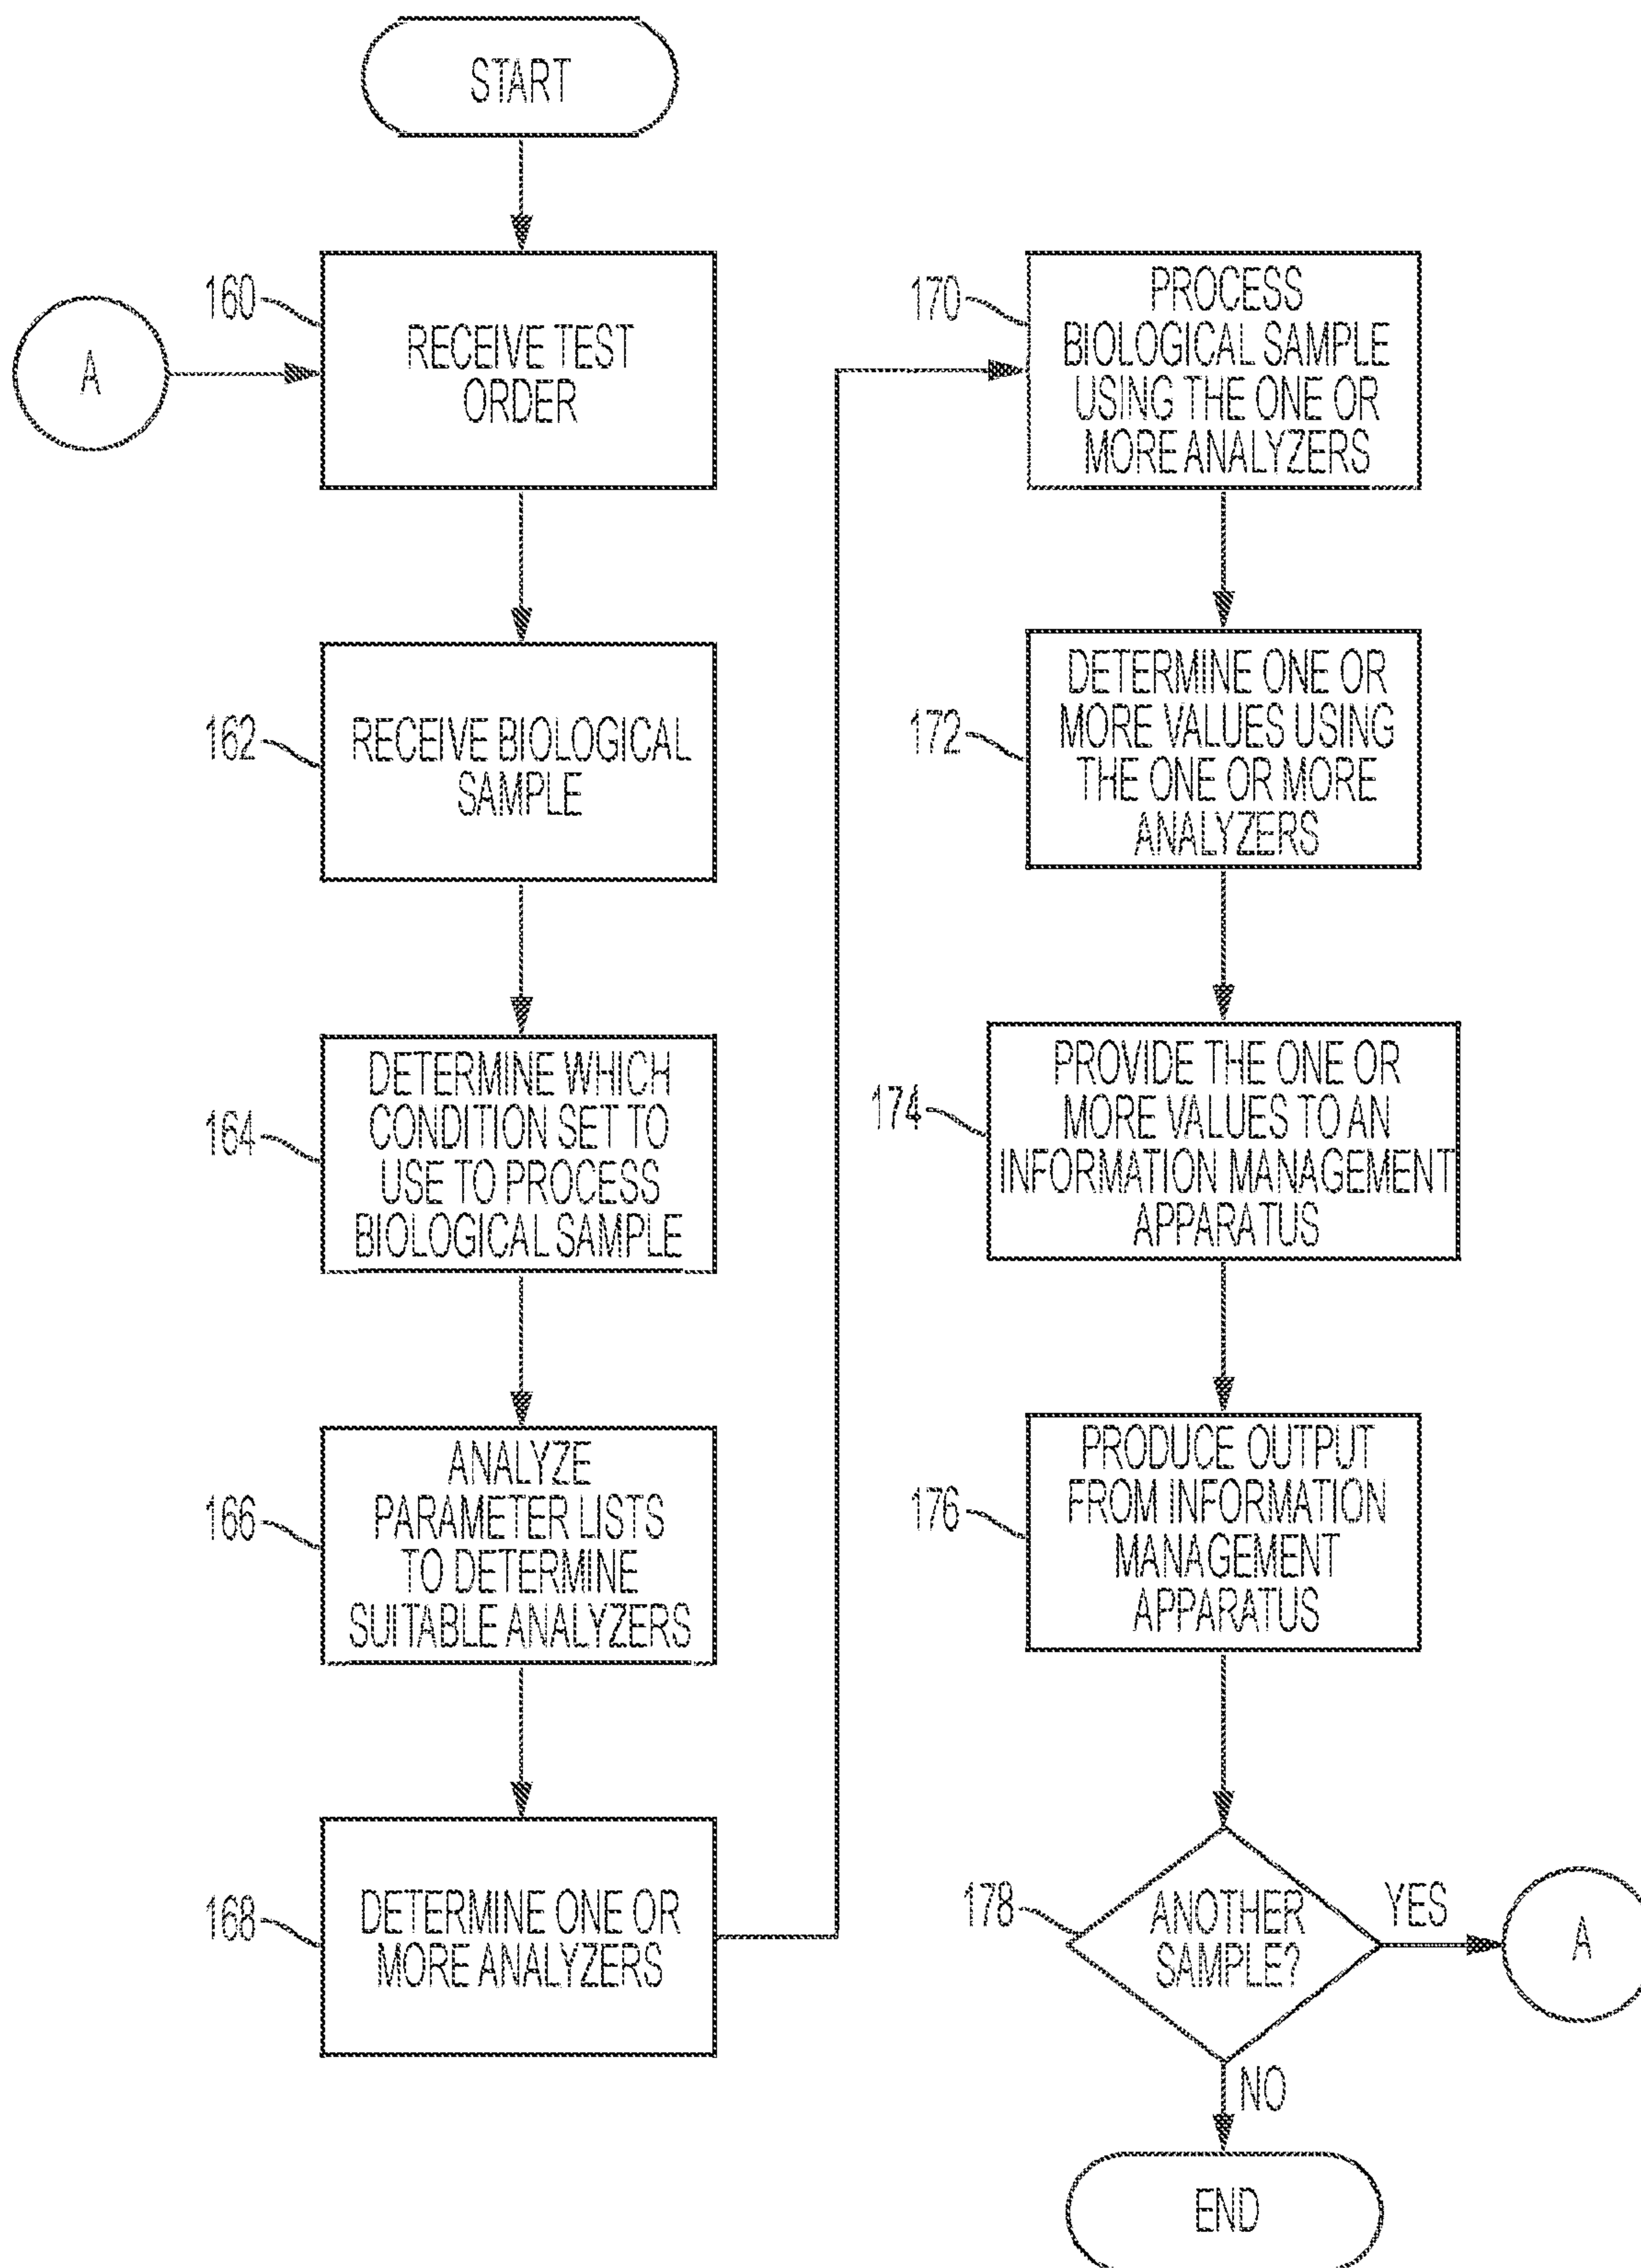 START
A
160
RECEIVE TEST
ORDER
162
RECEIVE BIOLOGICAL
SAMPLE
164
DETERMINE WHICH
CONDITION SET TO
USE TO PROCESS
BIOLOGICAL SAMPLE
166
ANALYZE
PARAMETER LISTS
TO DETERMINE
SUITABLE ANALYZERS
168
DETERMINE ONE OR
MORE ANALYZERS
170
PROCESS
BIOLOGICAL SAMPLE
USING THE ONE OR
MORE ANALYZERS
172
DETERMINE ONE OR
MORE VALUES USING
THE ONE OR MORE
ANALYZERS
174
PROVIDE THE ONE OR
MORE VALUES TO AN
INFORMATION MANAGEMENT
APPARATUS
176
PRODUCE OUTPUT
FROM INFORMATION
MANAGEMENT
APPARATUS
178
ANOTHER
SAMPLE?
YES
A
NO
END